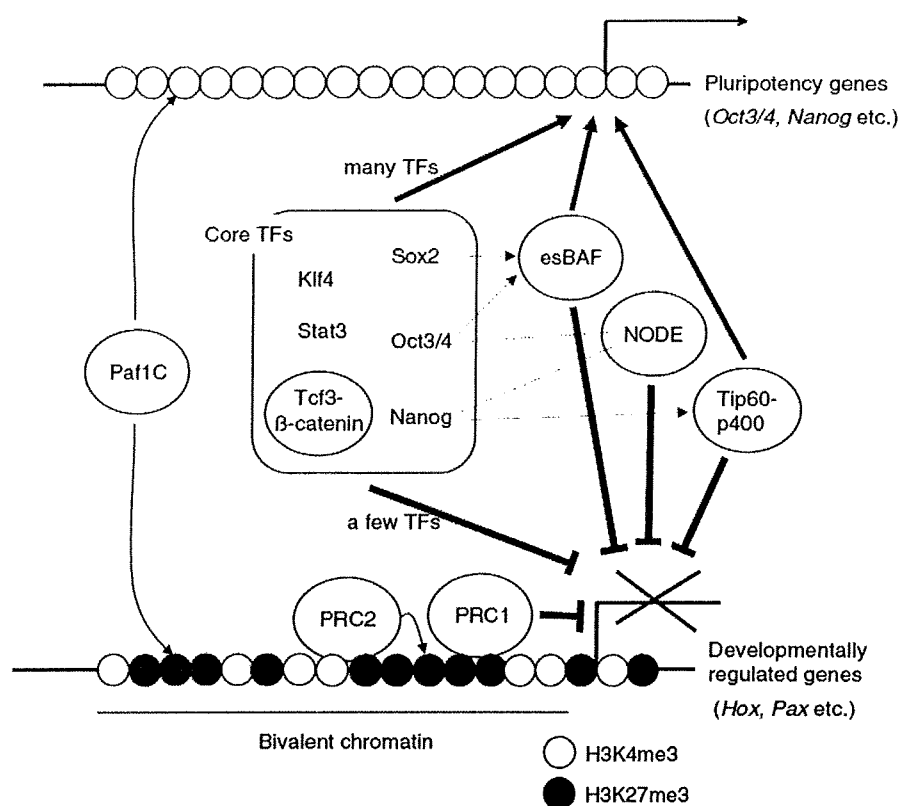 Pluripotency genes
(Oct3/4, Nanog etc.)
many TFs
Core TFs
Sox2
esBAF
Klf4
NODE
Stat3
Oct3/4
Paf1C
Tcf3-
ß-catenin
Nanog
Tip60-
p400
a few TFs
PRC2
PRC1
Developmentally
regulated genes
(Hox, Pax etc.)
Bivalent chromatin
H3K4me3
H3K27me3